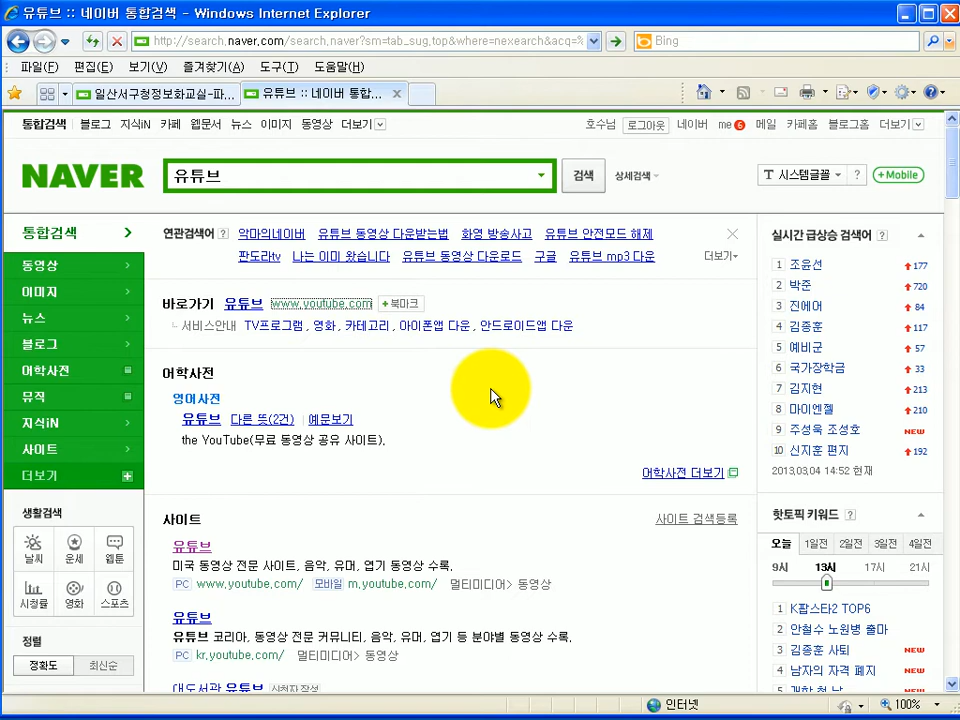 유튜브 :: 네이버 통합검색 - Windows Internet Explorer
http://search.naver.com/search.naver?sm=tab_sug.top&where=nexearch&acq=%
Bing
파일(F) 편집(E) 보기(V) 즐겨찾기(A) 도구(T) 도움말(H)
일산서구청정보화교실-파... 유튜브 :: 네이버 통합...
통합검색 블로그 지식iN 카페 웹문서 뉴스 이미지 동영상 더보기
호수님 로그아웃 네이버 me 6 메일 카페홈 블로그홈 더보기
NAVER 유튜브 검색 상세검색 T 시스템글꼴 ? +Mobile
통합검색
동영상
이미지
뉴스
블로그
어학사전
뮤직
지식iN
사이트
더보기
생활검색
날씨 운세 웹툰
시청률 영화 스포츠
정렬
정확도 최신순
연관검색어 ? 악마의네이버 유튜브 동영상 다운받는법 화영 방송사고 유튜브 안전모드 해제
판도라tv 나는 이미 왔습니다 유튜브 동영상 다운로드 구글 유튜브 mp3 다운 더보기
바로가기 유튜브 www.youtube.com +북마크
서비스안내 TV프로그램, 영화, 카테고리, 아이폰앱 다운, 안드로이드앱 다운
어학사전
영어사전
유튜브 다른 뜻(2건) 예문보기
the YouTube(무료 동영상 공유 사이트).
어학사전 더보기
사이트 사이트 검색등록
유튜브
미국 동영상 전문 사이트, 음악, 유머, 엽기 동영상 수록.
PC www.youtube.com/ 모바일 m.youtube.com/ 멀티미디어> 동영상
유튜브
유튜브 코리아, 동영상 전문 커뮤니티, 음악, 유머, 엽기 등 분야별 동영상 수록.
PC kr.youtube.com/ 멀티미디어> 동영상
대도서관 유튜브 신청자 작성
실시간 급상승 검색어 ?
1 조윤선 177
2 박준 720
3 진에어 84
4 김종훈 117
5 예비군 57
6 국가장학금 33
7 김지현 213
8 마이엔젤 210
9 주성욱 조성호 NEW
10 신지훈 편지 192
2013,03,04 14:52 현재
핫토픽 키워드 ?
오늘 1일전 2일전 3일전 4일전
9시 13시 17시 21시
1 K팝스타2 TOP6
2 안철수 노원병 출마
3 김종훈 사퇴 NEW
4 남자의 자격 폐지 NEW
인터넷 100%